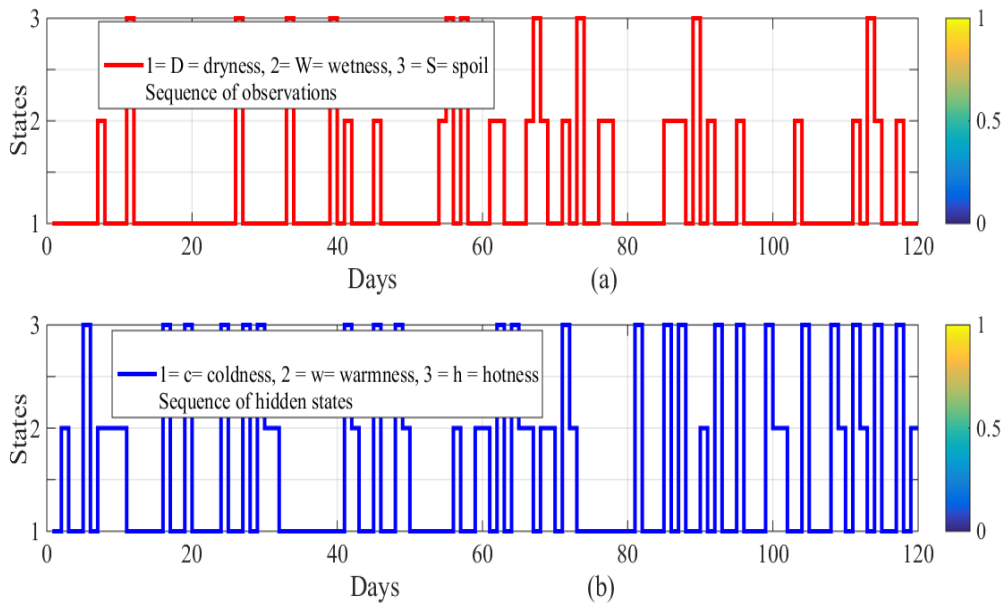 3
2
1
States
1= D = dryness, 2= W= wetness, 3 = S= spoil
Sequence of observations
0 20 40 60 80 100 120
Days (a)
1
0.5
0
3
2
1
States
1= c= coldness, 2 = w= warmness, 3 = h = hotness
Sequence of hidden states
0 20 40 60 80 100 120
Days (b)
1
0.5
0